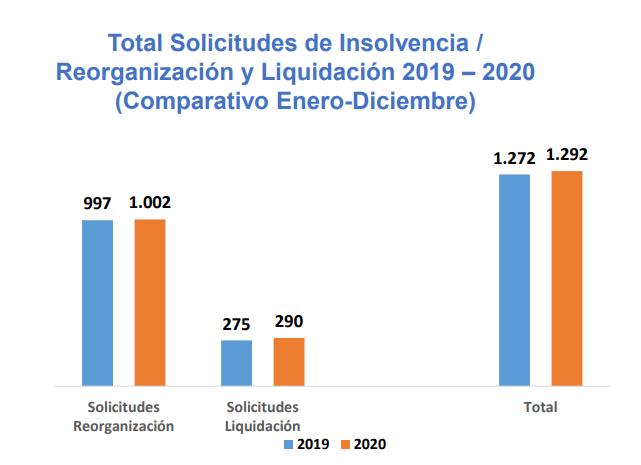 Total Solicitudes de Insolvencia /
Reorganización y Liquidación 2019 – 2020
(Comparativo Enero-Diciembre)
1.272 1.292
997 1.002
275 290
Solicitudes
Reorganización
Solicitudes
Liquidación
Total
2019 2020